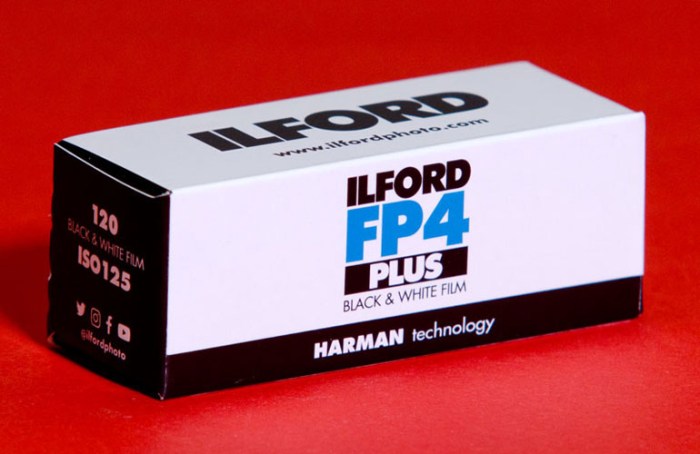 ILFORD
www.ilfordphoto.com
ILFORD
FP4
PLUS
BLACK & WHITE FILM
HARMAN technology
120
BLACK & WHITE FILM
ISO125
@ilfordphoto